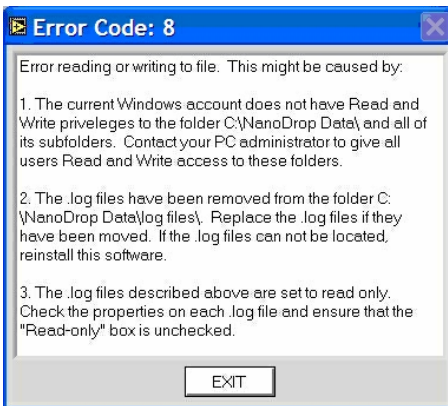 Error Code: 8
Error reading or writing to file. This might be caused by:
1. The current Windows account does not have Read and
Write priveleges to the folder C:\NanoDrop Data\ and all of
its subfolders. Contact your PC administrator to give all
users Read and Write access to these folders.
2. The .log files have been removed from the folder C:
\NanoDrop Data\log files\. Replace the .log files if they
have been moved. If the .log files can not be located,
reinstall this software.
3. The .log files described above are set to read only.
Check the properties on each .log file and ensure that the
"Read-only" box is unchecked.
EXIT